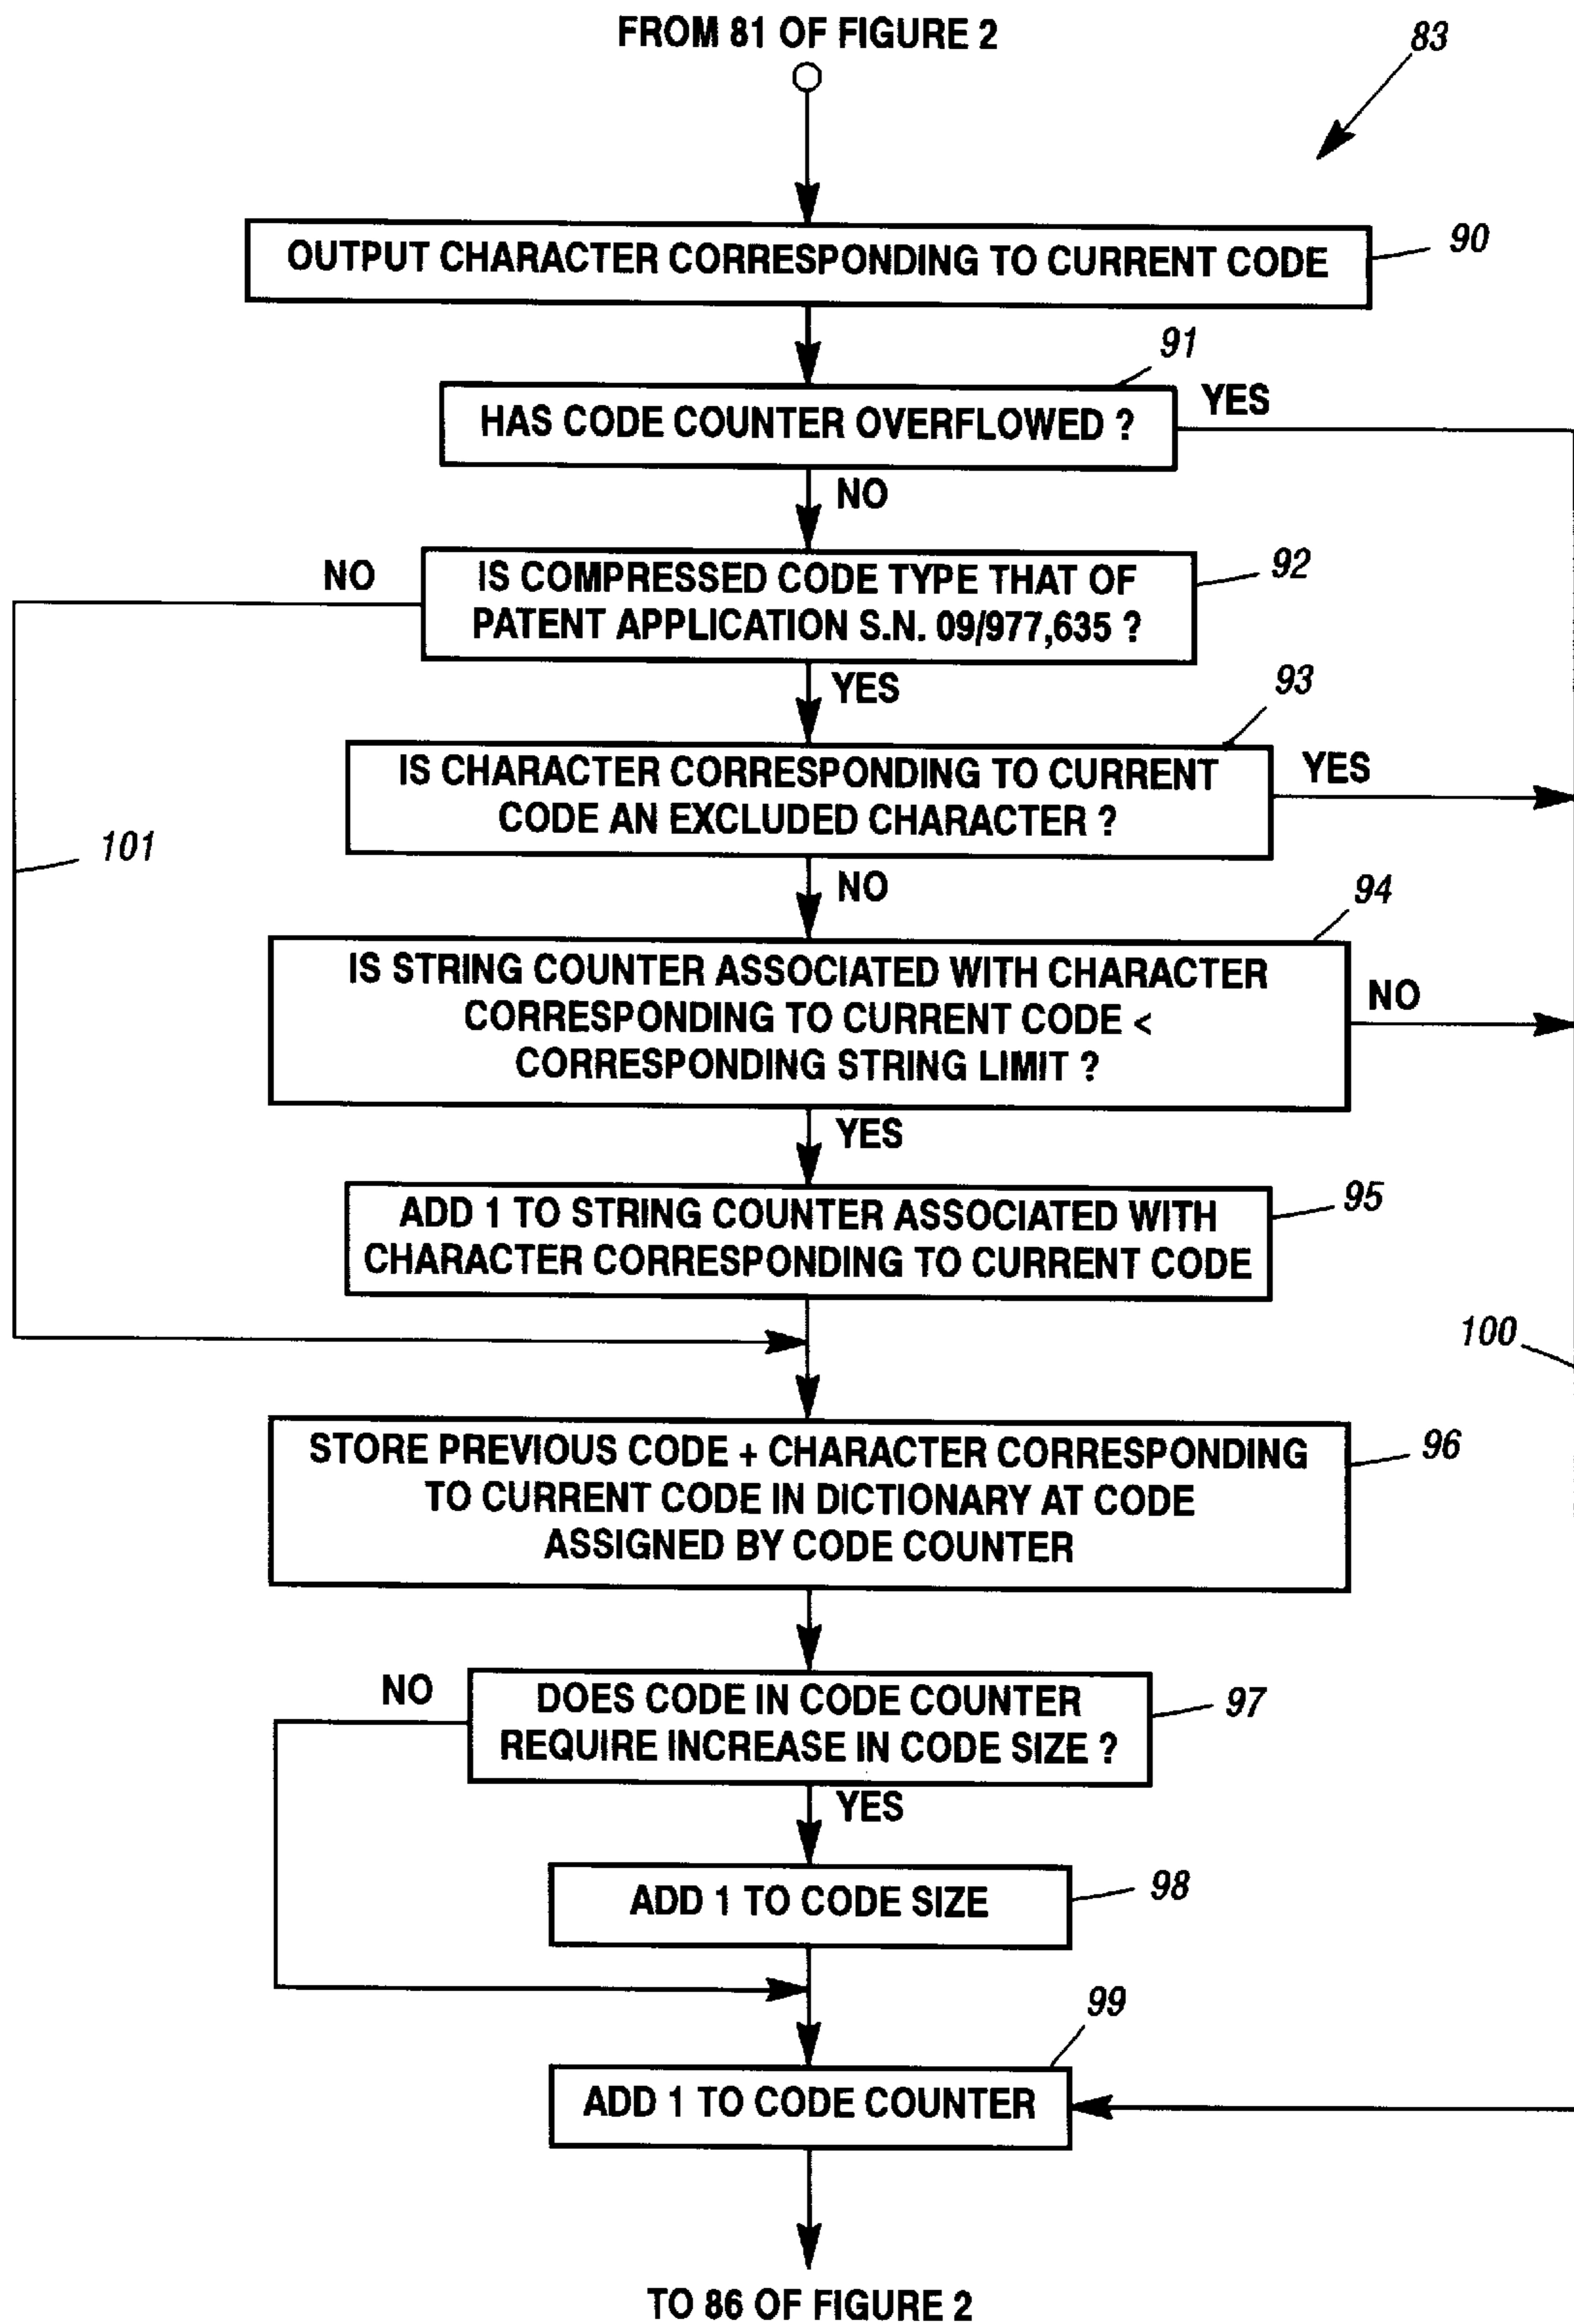 FROM 81 OF FIGURE 2
83
OUTPUT CHARACTER CORRESPONDING TO CURRENT CODE
90
91
HAS CODE COUNTER OVERFLOWED ?
YES
NO
NO
IS COMPRESSED CODE TYPE THAT OF
PATENT APPLICATION S.N. 09/977,635 ?
92
YES
93
IS CHARACTER CORRESPONDING TO CURRENT
CODE AN EXCLUDED CHARACTER ?
YES
101
NO
94
IS STRING COUNTER ASSOCIATED WITH CHARACTER
CORRESPONDING TO CURRENT CODE <
CORRESPONDING STRING LIMIT ?
NO
YES
ADD 1 TO STRING COUNTER ASSOCIATED WITH
CHARACTER CORRESPONDING TO CURRENT CODE
95
100
STORE PREVIOUS CODE + CHARACTER CORRESPONDING
TO CURRENT CODE IN DICTIONARY AT CODE
ASSIGNED BY CODE COUNTER
96
NO
DOES CODE IN CODE COUNTER
REQUIRE INCREASE IN CODE SIZE ?
97
YES
ADD 1 TO CODE SIZE
98
99
ADD 1 TO CODE COUNTER
TO 86 OF FIGURE 2